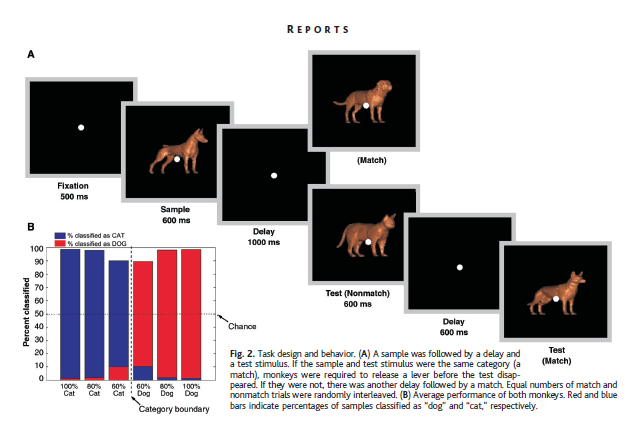 REPORTS
A
Fixation
500 ms
Sample
600 ms
Delay
1000 ms
(Match)
Test (Nonmatch)
600 ms
Delay
600 ms
Test
(Match)
B
% classified as CAT
% classified as DOG
Percent classified
100
90
80
70
60
50
40
30
20
10
0
100% Cat
80% Cat
60% Cat
60% Dog
80% Dog
100% Dog
Chance
Category boundary
Fig. 2. Task design and behavior. (A) A sample was followed by a delay and
a test stimulus. If the sample and test stimulus were the same category (a
match), monkeys were required to release a lever before the test disap-
peared. If they were not, there was another delay followed by a match. Equal numbers of match and
nonmatch trials were randomly interleaved. (B) Average performance of both monkeys. Red and blue
bars indicate percentages of samples classified as "dog" and "cat," respectively.